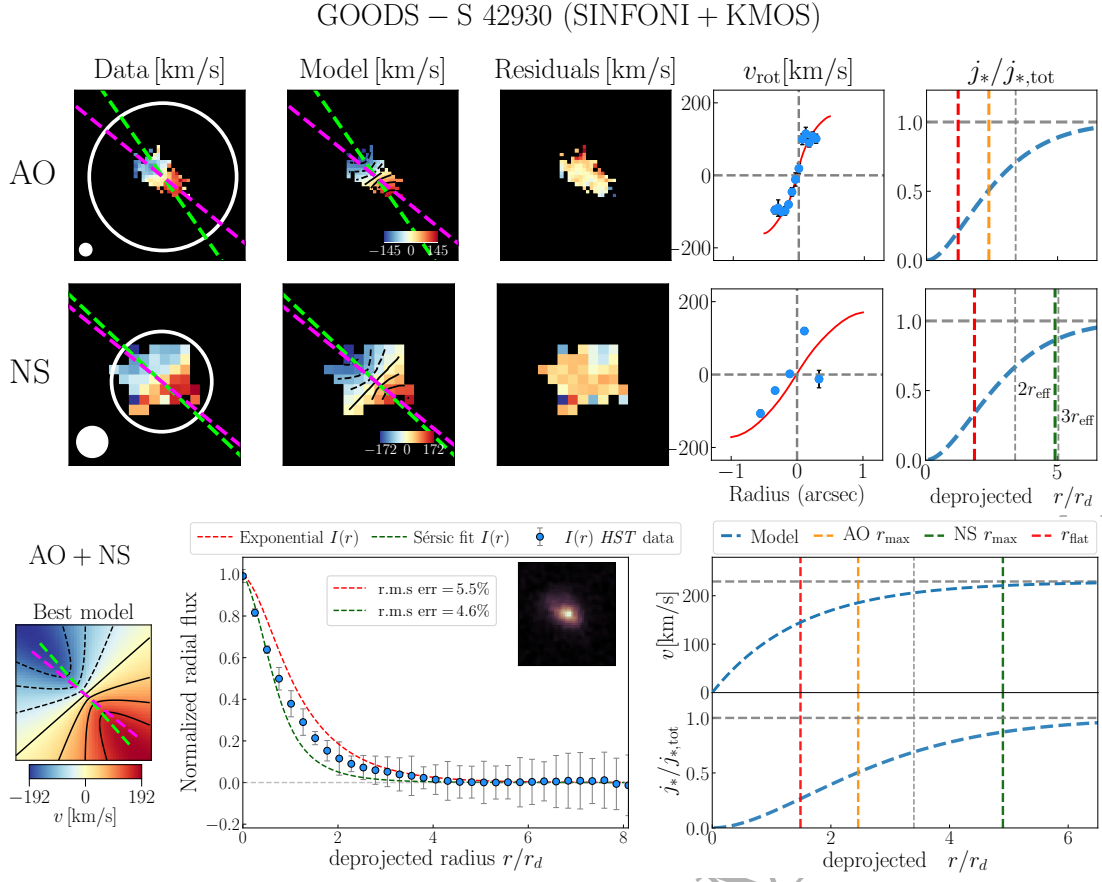 GOODS − S 42930 (SINFONI + KMOS)
Data [km/s] Model [km/s] Residuals [km/s] v_rot [km/s] j_*/j_{*,tot}
AO
−145 0 145
200
0
−200
1.0
0.5
0.0
NS
−172 0 172
200
0
−200
−1 0 1
Radius (arcsec)
1.0
0.5
0.0
2r_eff
3r_eff
0 5
deprojected r/r_d
AO + NS
Best model
−192 0 192
v [km/s]
Exponential I(r) Sérsic fit I(r) I(r) HST data
r.m.s err = 5.5%
r.m.s err = 4.6%
Normalized radial flux
1.0
0.8
0.6
0.4
0.2
0.0
−0.2
0 2 4 6 8
deprojected radius r/r_d
Model AO r_max NS r_max r_flat
v [km/s]
200
100
0
j_*/j_{*,tot}
1.0
0.5
0.0
0 2 4 6
deprojected r/r_d